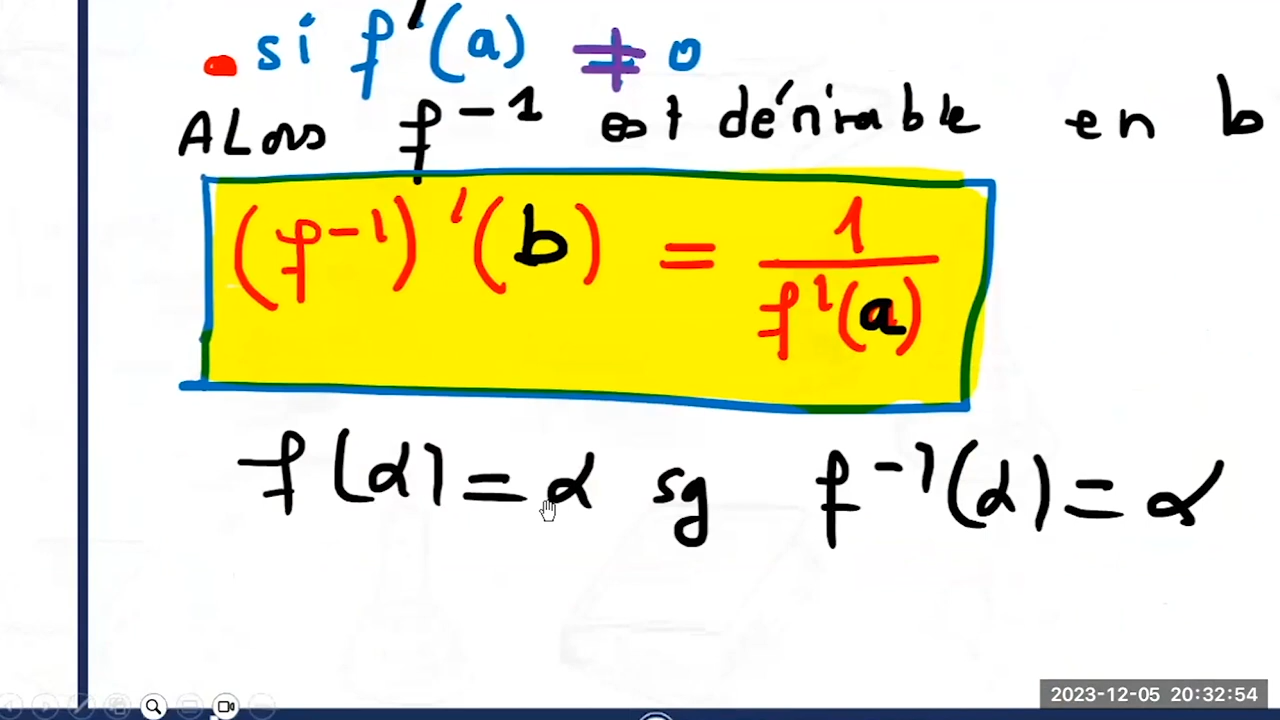 . si f'(a) ≠ 0
ALors f⁻¹ est dérivable en b
(f⁻¹)'(b) = 1 / f'(a)
f(α) = α sg f⁻¹(α) = α
2023-12-05 20:32:54